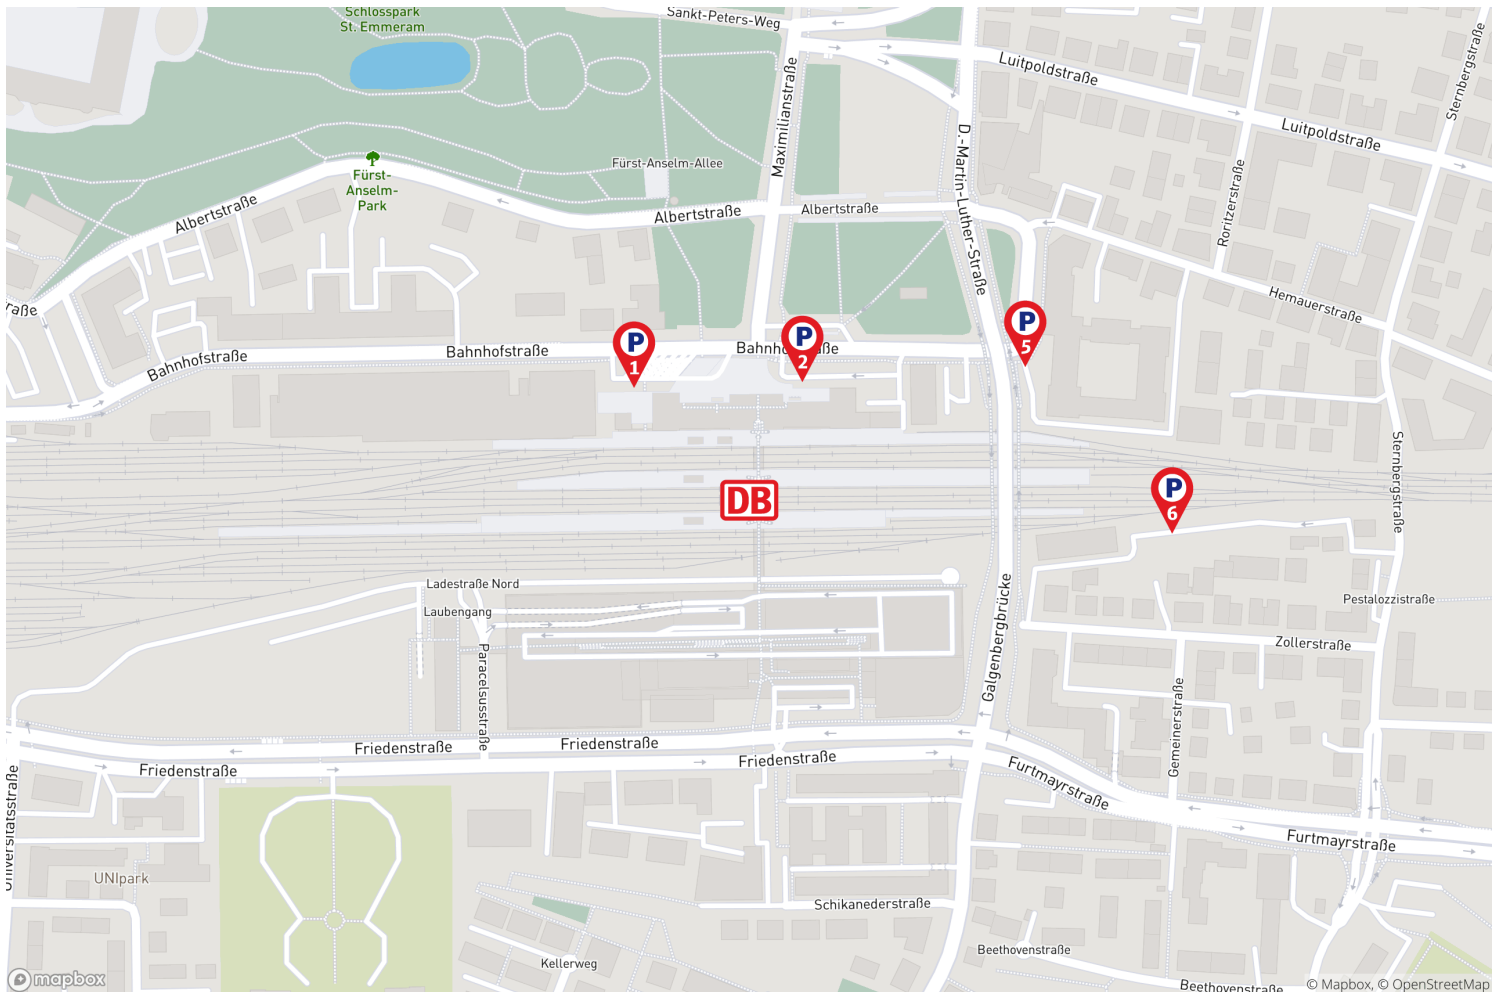 Schlosspark
St. Emmeram
Sankt-Peters-Weg
Luitpoldstraße
Sternbergstraße
Maximilianstraße
Luitpoldstraße
D.-Martin-Luther-Straße
Fürst-
Anselm-
Park
Fürst-Anselm-Allee
Albertstraße
Albertstraße
Albertstraße
Roritzerstraße
Hemauerstraße
raße
Bahnhofstraße
Bahnhofstraße
P
1
P
2
P
5
P
6
DB
Sternbergstraße
Ladestraße Nord
Laubengang
Paracelsusstraße
Galgenbergbrücke
Pestalozzistraße
Zollerstraße
Gemeinerstraße
Friedenstraße
Friedenstraße
Friedenstraße
Friedenstraße
Furtmayrstraße
Furtmayrstraße
Universitätsstraße
UNIpark
Schikanederstraße
Beethovenstraße
Beethovenstraße
Kellerweg
mapbox
© Mapbox, © OpenStreetMap